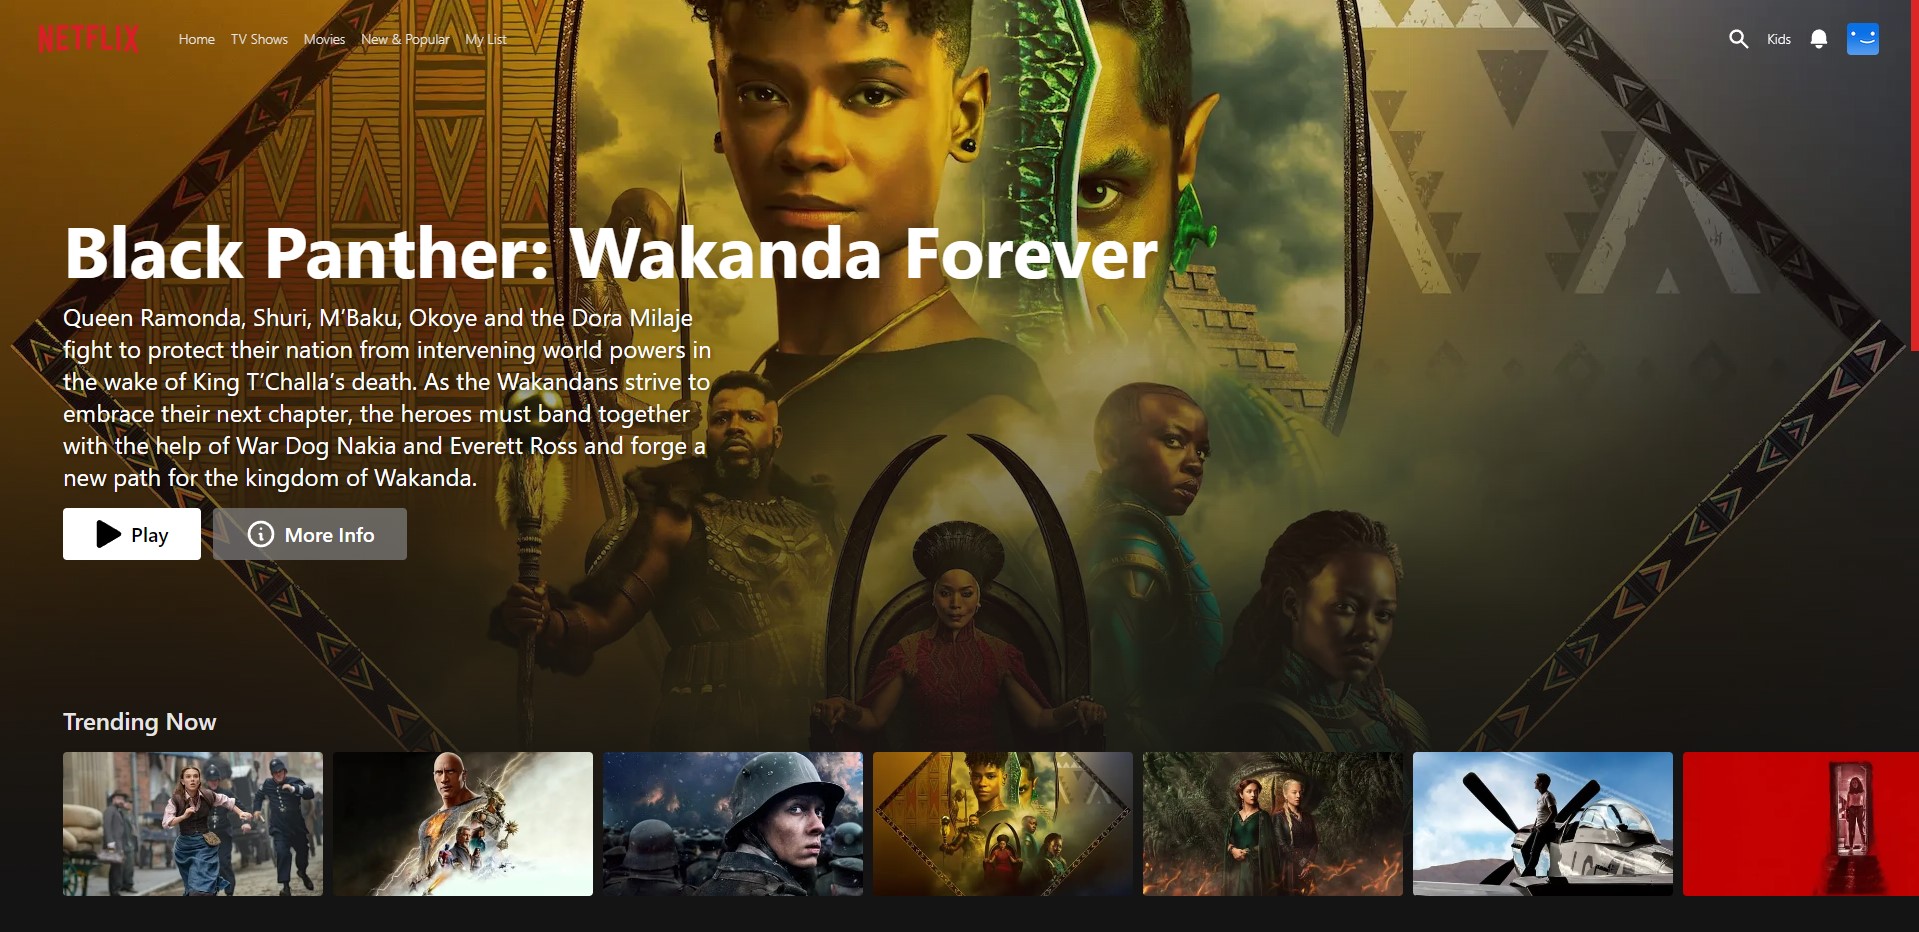 NETFLIX
Home TV Shows Movies New & Popular My List
Kids
Black Panther: Wakanda Forever
Queen Ramonda, Shuri, M’Baku, Okoye and the Dora Milaje
fight to protect their nation from intervening world powers in
the wake of King T’Challa’s death. As the Wakandans strive to
embrace their next chapter, the heroes must band together
with the help of War Dog Nakia and Everett Ross and forge a
new path for the kingdom of Wakanda.
Play
More Info
Trending Now